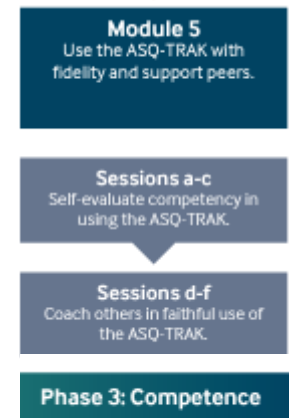 Module 5
Use the ASQ-TRAK with
fidelity and support peers.
Sessions a-c
Self-evaluate competency in
using the ASQ-TRAK.
Sessions d-f
Coach others in faithful use of
the ASQ-TRAK.
Phase 3: Competence